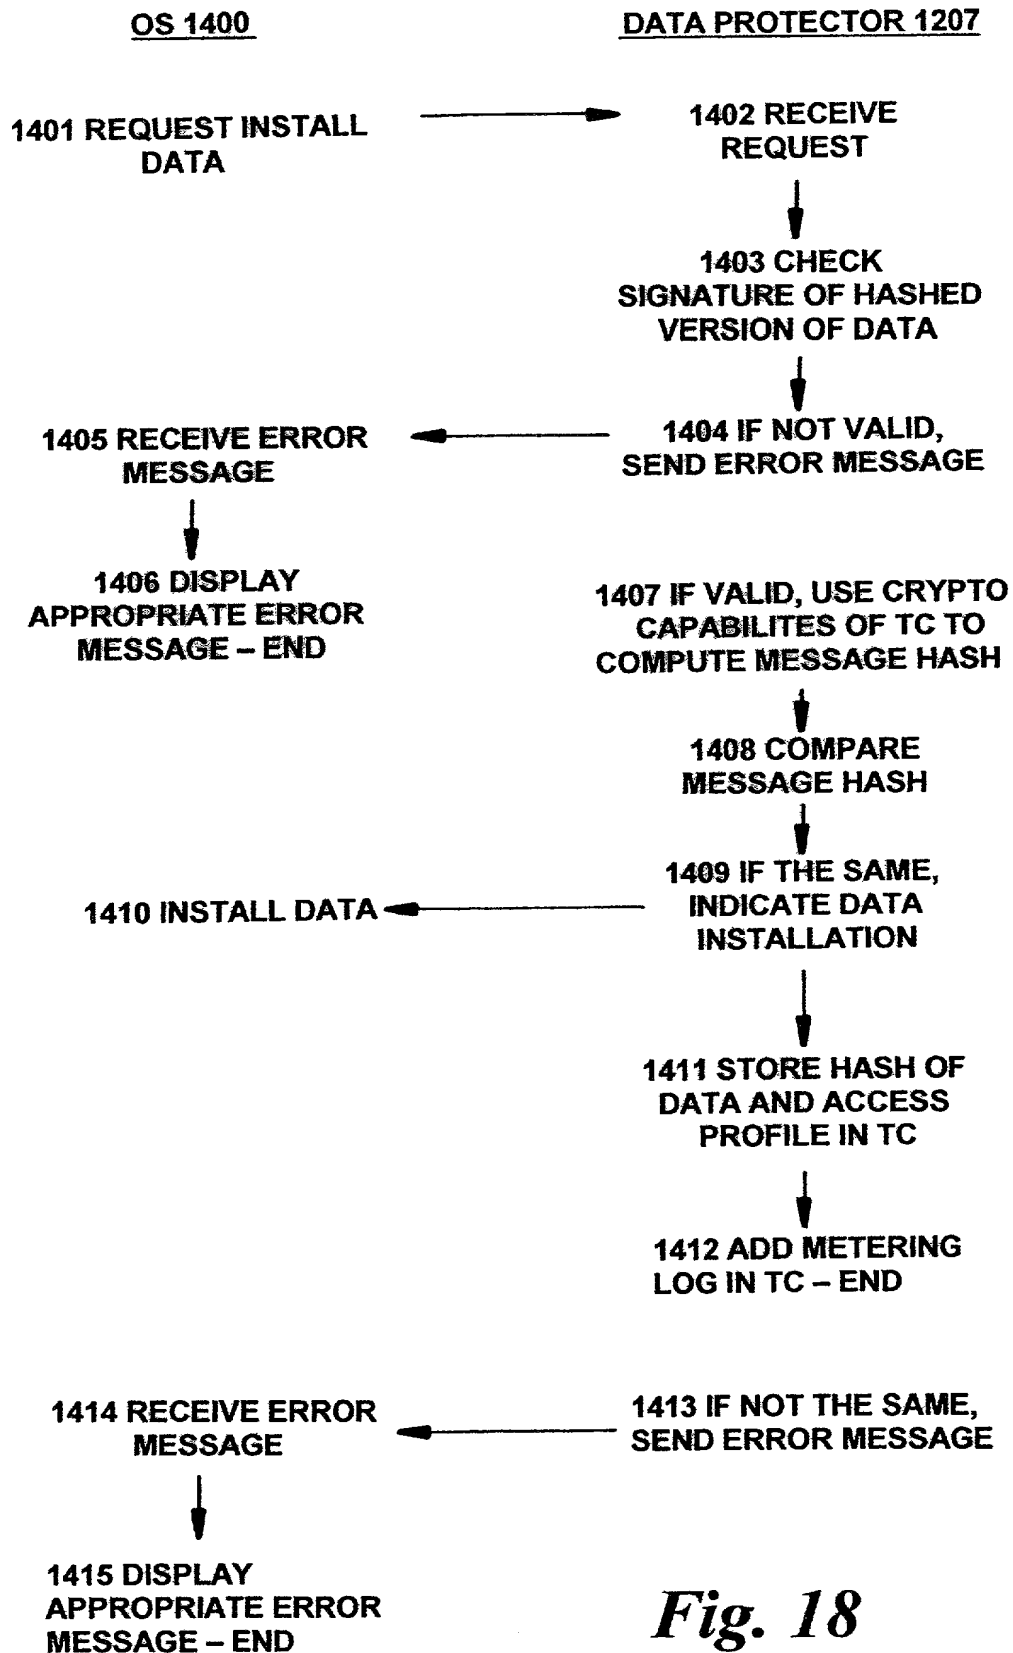 OS 1400
DATA PROTECTOR 1207
1401 REQUEST INSTALL
DATA
1402 RECEIVE
REQUEST
1403 CHECK
SIGNATURE OF HASHED
VERSION OF DATA
1404 IF NOT VALID,
SEND ERROR MESSAGE
1405 RECEIVE ERROR
MESSAGE
1406 DISPLAY
APPROPRIATE ERROR
MESSAGE – END
1407 IF VALID, USE CRYPTO
CAPABILITES OF TC TO
COMPUTE MESSAGE HASH
1408 COMPARE
MESSAGE HASH
1409 IF THE SAME,
INDICATE DATA
INSTALLATION
1410 INSTALL DATA
1411 STORE HASH OF
DATA AND ACCESS
PROFILE IN TC
1412 ADD METERING
LOG IN TC – END
1413 IF NOT THE SAME,
SEND ERROR MESSAGE
1414 RECEIVE ERROR
MESSAGE
1415 DISPLAY
APPROPRIATE ERROR
MESSAGE – END
Fig. 18